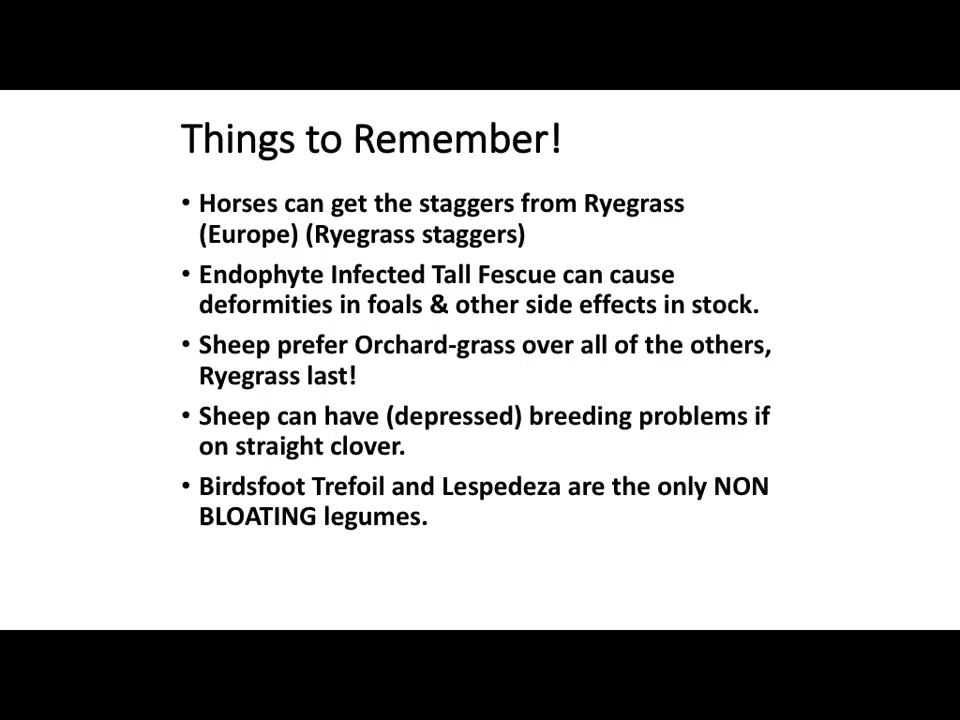 Things to Remember!
• Horses can get the staggers from Ryegrass
(Europe) (Ryegrass staggers)
• Endophyte Infected Tall Fescue can cause
deformities in foals & other side effects in stock.
• Sheep prefer Orchard-grass over all of the others,
Ryegrass last!
• Sheep can have (depressed) breeding problems if
on straight clover.
• Birdsfoot Trefoil and Lespedeza are the only NON
BLOATING legumes.